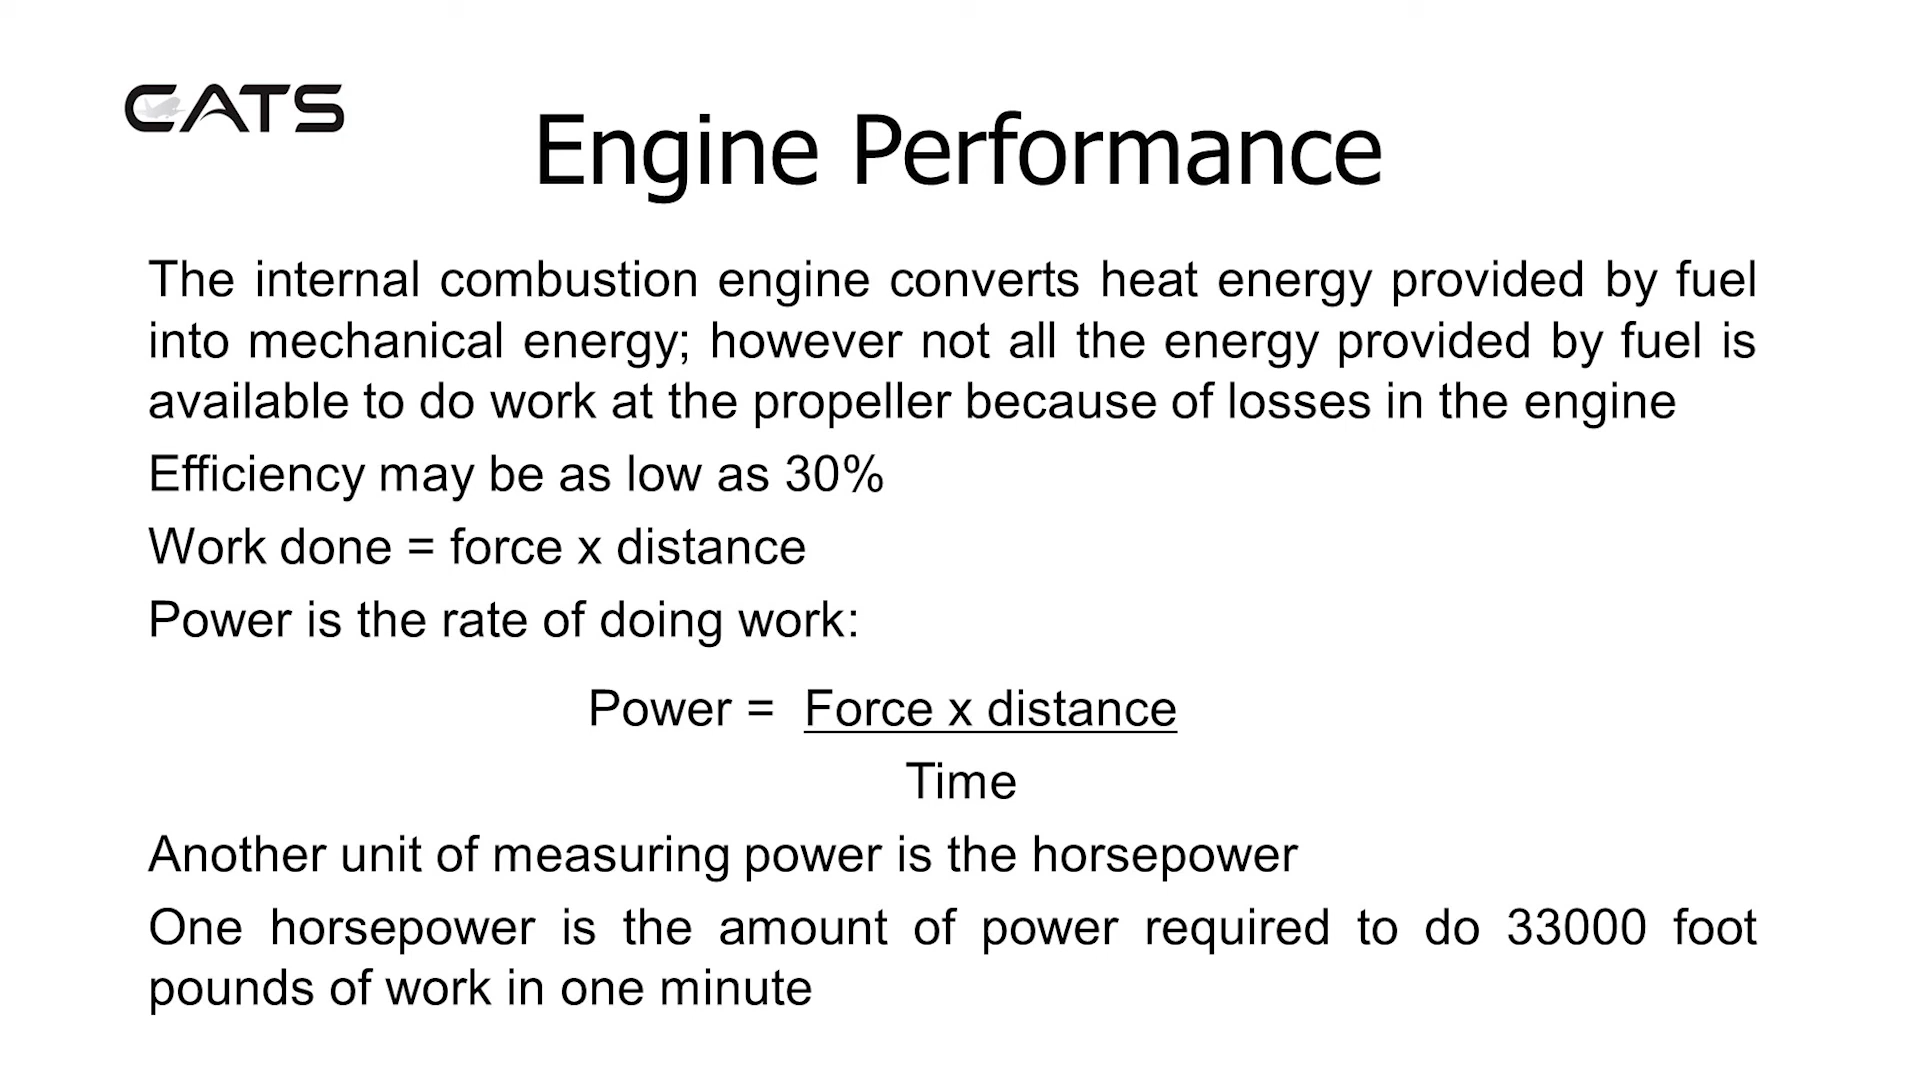 CATS
Engine Performance
The internal combustion engine converts heat energy provided by fuel
into mechanical energy; however not all the energy provided by fuel is
available to do work at the propeller because of losses in the engine
Efficiency may be as low as 30%
Work done = force x distance
Power is the rate of doing work:
Power = Force x distance
Time
Another unit of measuring power is the horsepower
One horsepower is the amount of power required to do 33000 foot
pounds of work in one minute